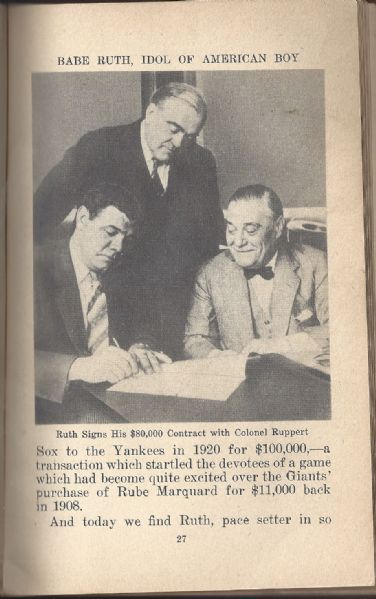 BABE RUTH, IDOL OF AMERICAN BOY
Ruth Signs His $80,000 Contract with Colonel Ruppert
Sox to the Yankees in 1920 for $100,000,—a
transaction which startled the devotees of a game
which had become quite excited over the Giants'
purchase of Rube Marquard for $11,000 back
in 1908.
And today we find Ruth, pace setter in so
27